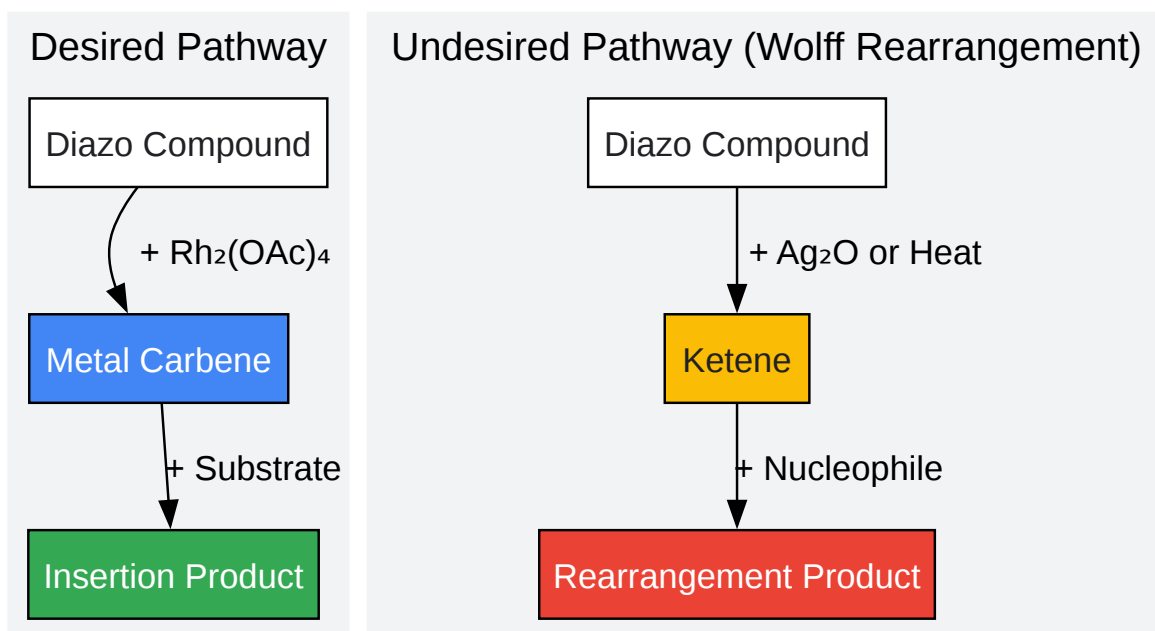 Desired Pathway
Diazo Compound
+ Rh₂(OAc)₄
Metal Carbene
+ Substrate
Insertion Product
Undesired Pathway (Wolff Rearrangement)
Diazo Compound
+ Ag₂O or Heat
Ketene
+ Nucleophile
Rearrangement Product